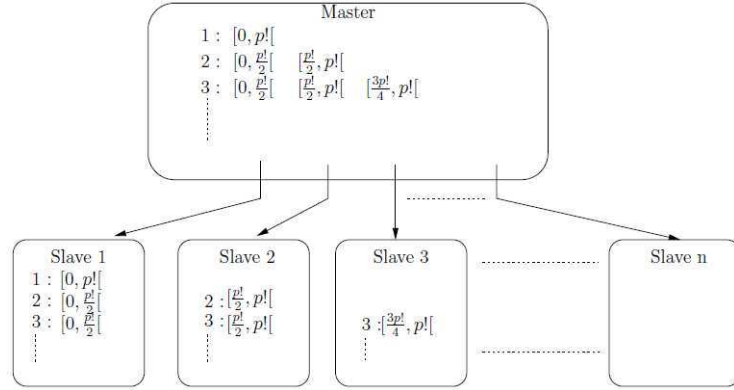 Master
1 : [0, p![
2 : [0, p!/2[ [p!/2, p![
3 : [0, p!/2[ [p!/2, p![ [3p!/4, p![
Slave 1
1 : [0, p![
2 : [0, p!/2[
3 : [0, p!/2[
Slave 2
2 :[p!/2, p![
3 :[p!/2, p![
Slave 3
3 :[3p!/4, p![
Slave n